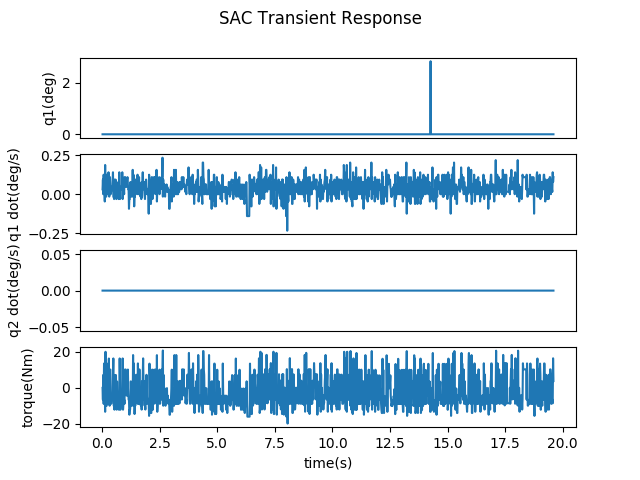 SAC Transient Response
q1(deg)
2
0
q1 dot(deg/s)
0.25
0.00
−0.25
q2 dot(deg/s)
0.05
0.00
−0.05
torque(Nm)
20
0
−20
0.0 2.5 5.0 7.5 10.0 12.5 15.0 17.5 20.0
time(s)